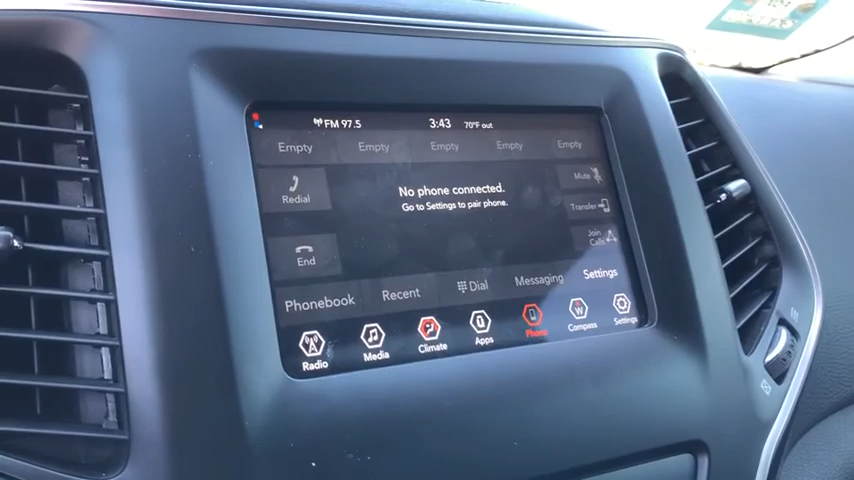 FM 97.5 3:43 70°F out
Empty Empty Empty Empty Empty
Redial
No phone connected.
Go to Settings to pair phone.
Mute
Transfer
Join
Calls
End
Phonebook Recent Dial Messaging Settings
Radio Media Climate Apps Phone Compass Settings
W